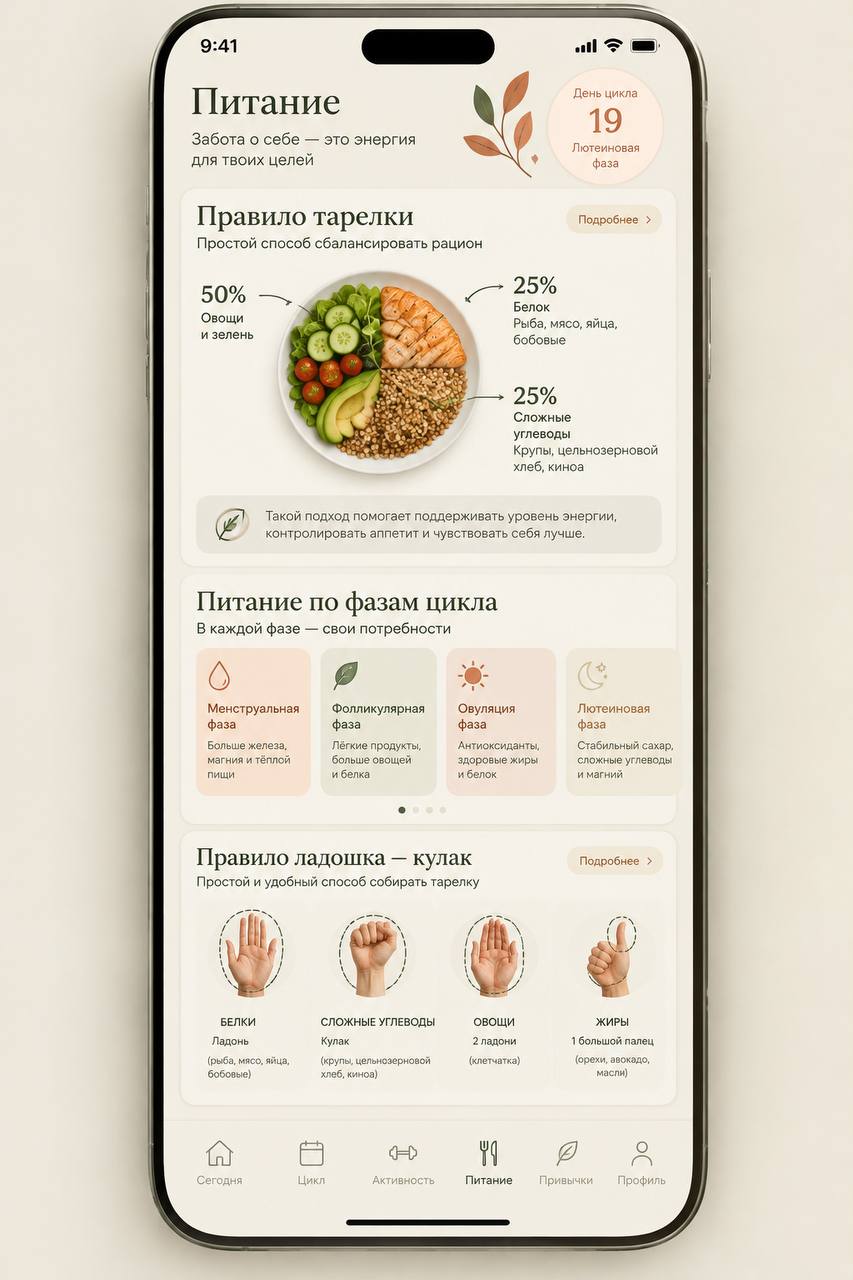 9:41
Питание
Забота о себе — это энергия
для твоих целей
День цикла
19
Лютеиновая
фаза
Правило тарелки
Подробнее
Простой способ сбалансировать рацион
50%
Овощи
и зелень
25%
Белок
Рыба, мясо, яйца,
бобовые
25%
Сложные
углеводы
Крупы, цельнозерновой
хлеб, киноа
Такой подход помогает поддерживать уровень энергии,
контролировать аппетит и чувствовать себя лучше.
Питание по фазам цикла
В каждой фазе — свои потребности
Менструальная
фаза
Больше железа,
магния и тёплой
пищи
Фолликулярная
фаза
Лёгкие продукты,
больше овощей
и белка
Овуляция
фаза
Антиоксиданты,
здоровые жиры
и белок
Лютеиновая
фаза
Стабильный сахар,
сложные углеводы
и магний
Правило ладошка — кулак
Подробнее
Простой и удобный способ собирать тарелку
БЕЛКИ
Ладонь
(рыба, мясо, яйца,
бобовые)
СЛОЖНЫЕ УГЛЕВОДЫ
Кулак
(крупы, цельнозерновой
хлеб, киноа)
ОВОЩИ
2 ладони
(клетчатка)
ЖИРЫ
1 большой палец
(орехи, авокадо,
масли)
Сегодня
Цикл
Активность
Питание
Привычки
Профиль